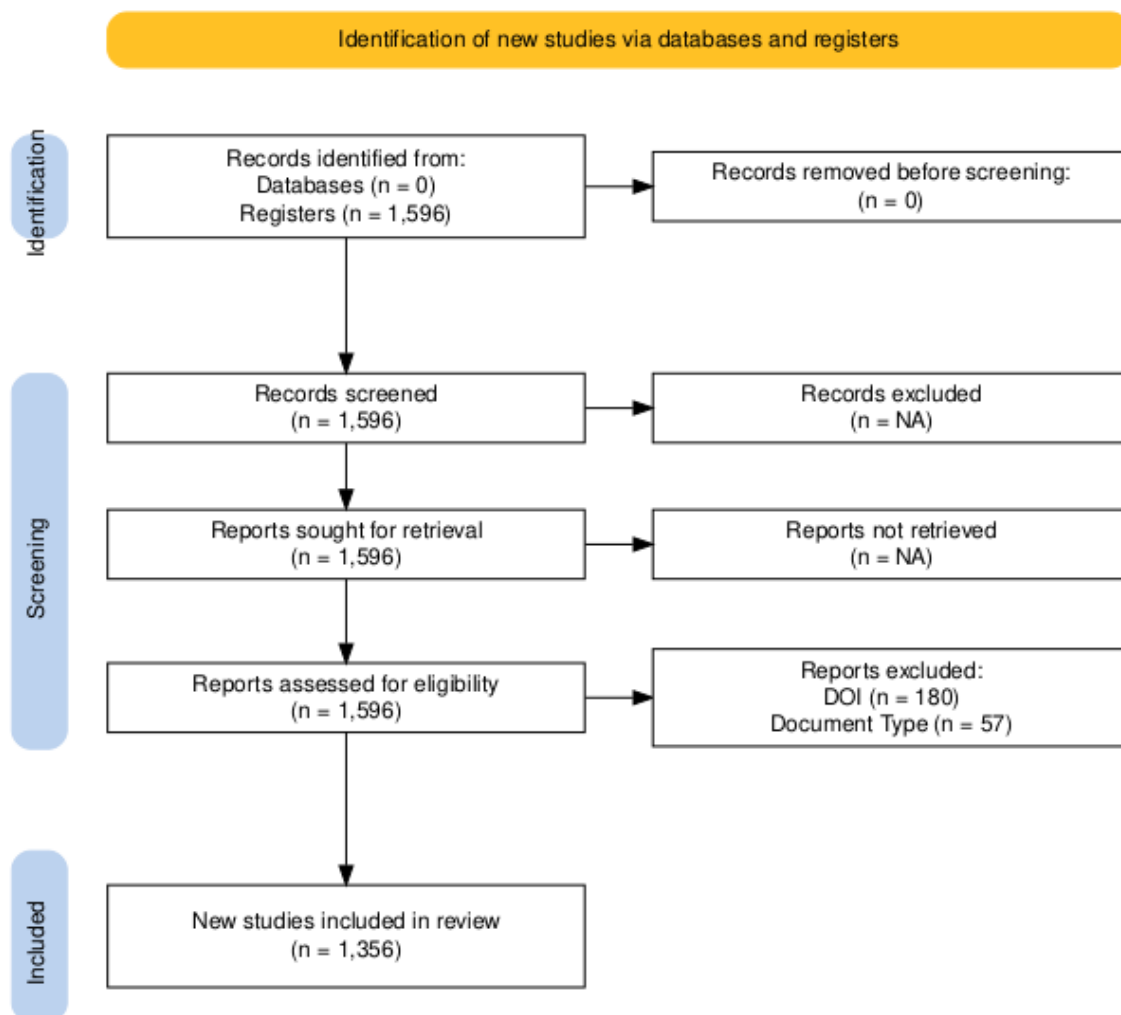 Identification of new studies via databases and registers
Identification
Records identified from:
Databases (n = 0)
Registers (n = 1,596)
Records removed before screening:
(n = 0)
Screening
Records screened
(n = 1,596)
Records excluded
(n = NA)
Reports sought for retrieval
(n = 1,596)
Reports not retrieved
(n = NA)
Reports assessed for eligibility
(n = 1,596)
Reports excluded:
DOI (n = 180)
Document Type (n = 57)
Included
New studies included in review
(n = 1,356)